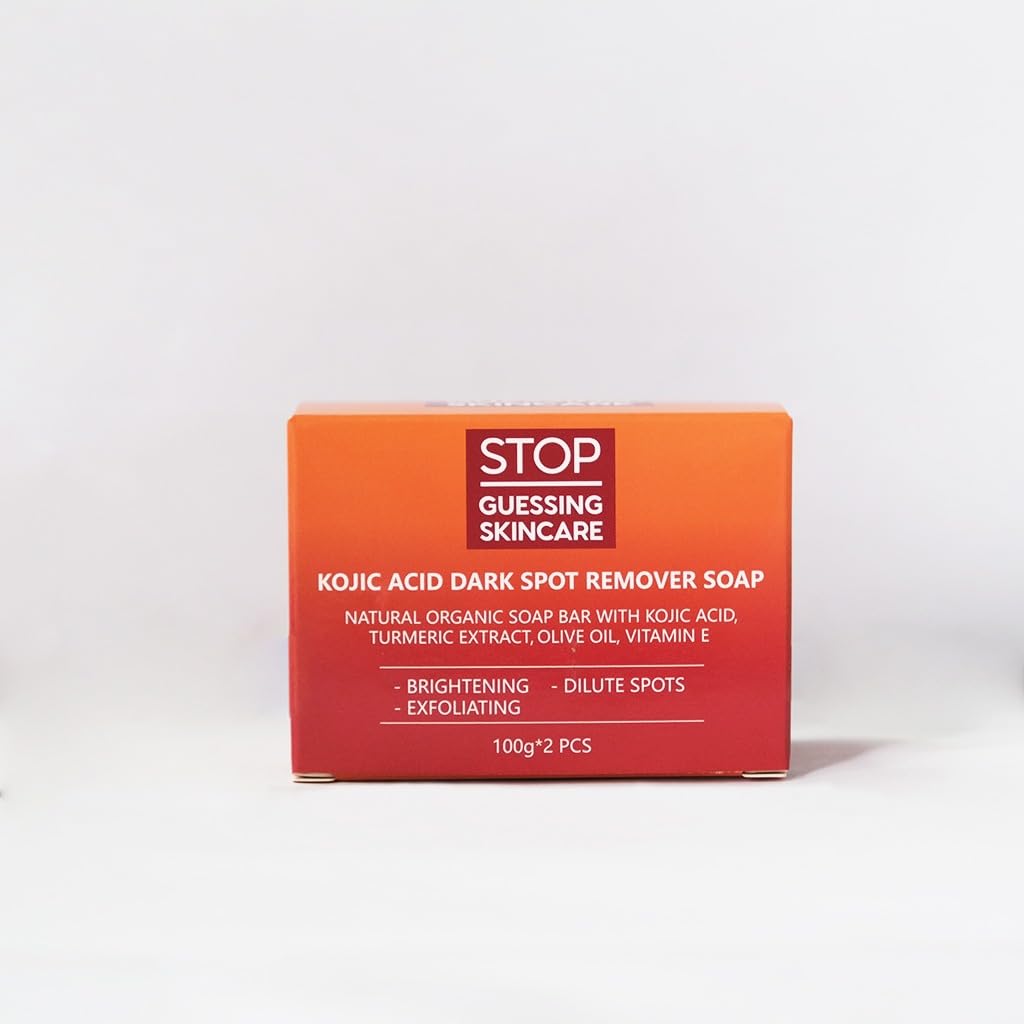 STOP
GUESSING
SKINCARE
KOJIC ACID DARK SPOT REMOVER SOAP
NATURAL ORGANIC SOAP BAR WITH KOJIC ACID,
TURMERIC EXTRACT, OLIVE OIL, VITAMIN E
- BRIGHTENING - DILUTE SPOTS
- EXFOLIATING
100g*2 PCS